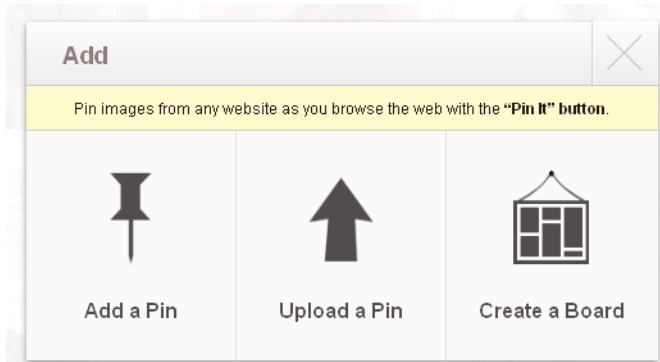 Add
Pin images from any website as you browse the web with the “Pin It” button.
Add a Pin
Upload a Pin
Create a Board